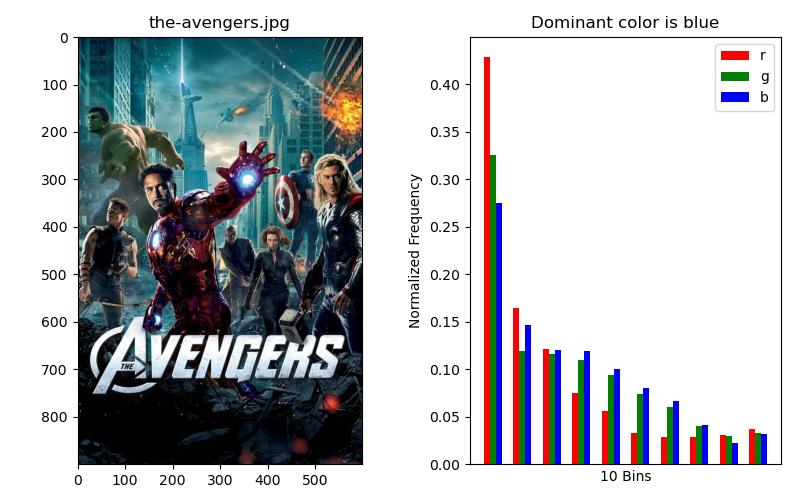 the-avengers.jpg
0
100
200
300
400
500
600
700
800
0 100 200 300 400 500
THE AVENGERS
Dominant color is blue
r
g
b
Normalized Frequency
0.40
0.35
0.30
0.25
0.20
0.15
0.10
0.05
0.00
10 Bins